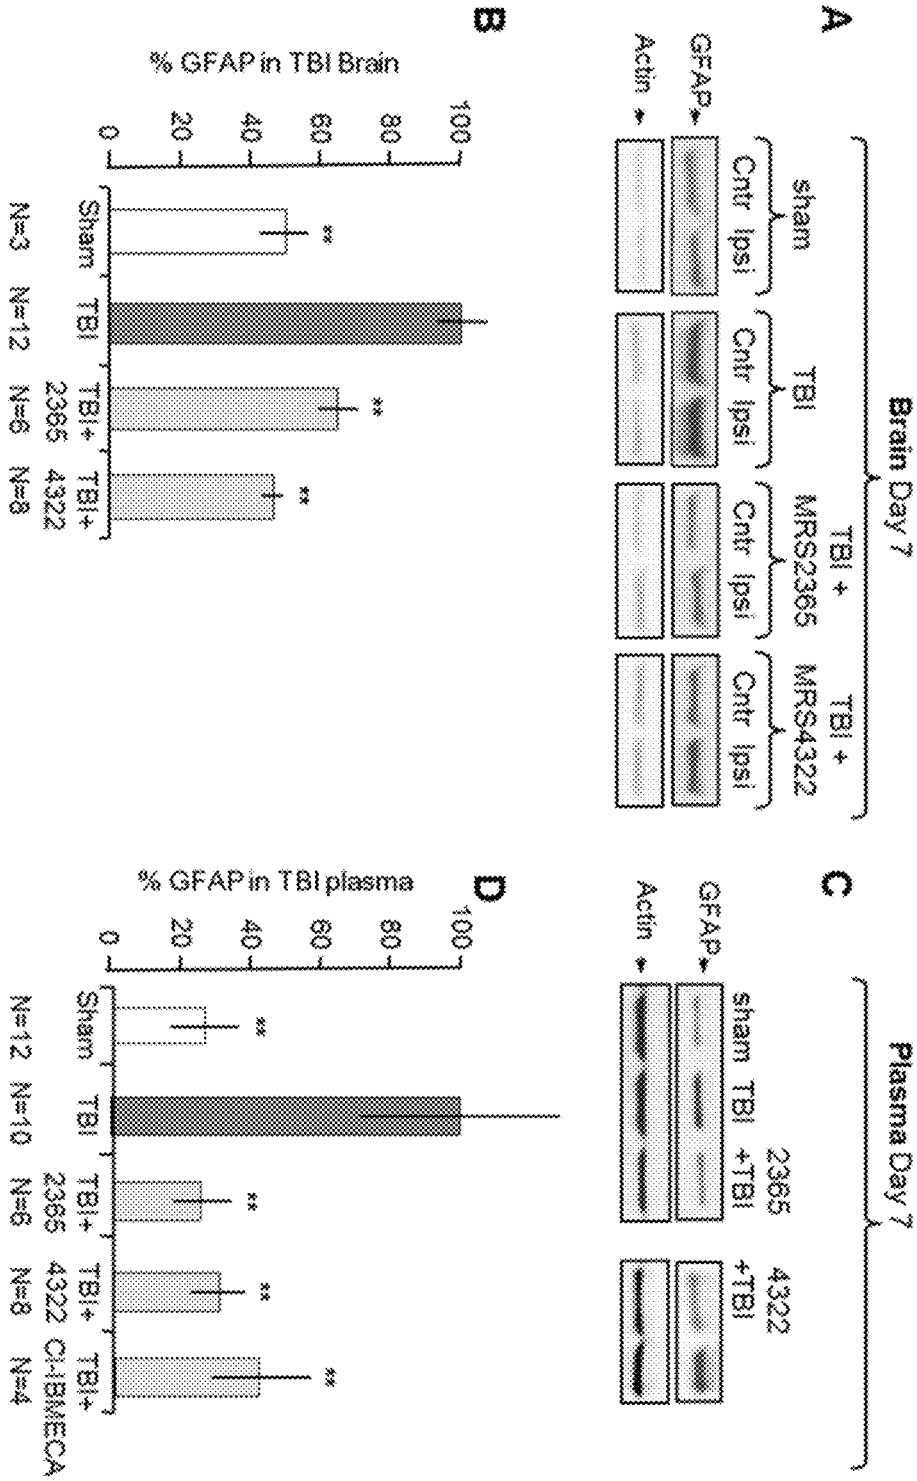 A
Brain Day 7
sham
TBI
TBI +
MRS2365
TBI +
MRS4322
Cntr Ipsi
Cntr Ipsi
Cntr Ipsi
Cntr Ipsi
GFAP
Actin
B
% GFAP in TBI Brain
100
80
60
40
20
0
**
**
**
Sham
TBI
TBI+
2365
TBI+
4322
N=3
N=12
N=6
N=8
C
Plasma Day 7
sham
TBI
2365
+TBI
4322
+TBI
GFAP
Actin
D
% GFAP in TBI plasma
100
80
60
40
20
0
**
**
**
**
Sham
TBI
TBI+
2365
TBI+
4322
TBI+
Cl-IBMECA
N=12
N=10
N=6
N=8
N=4